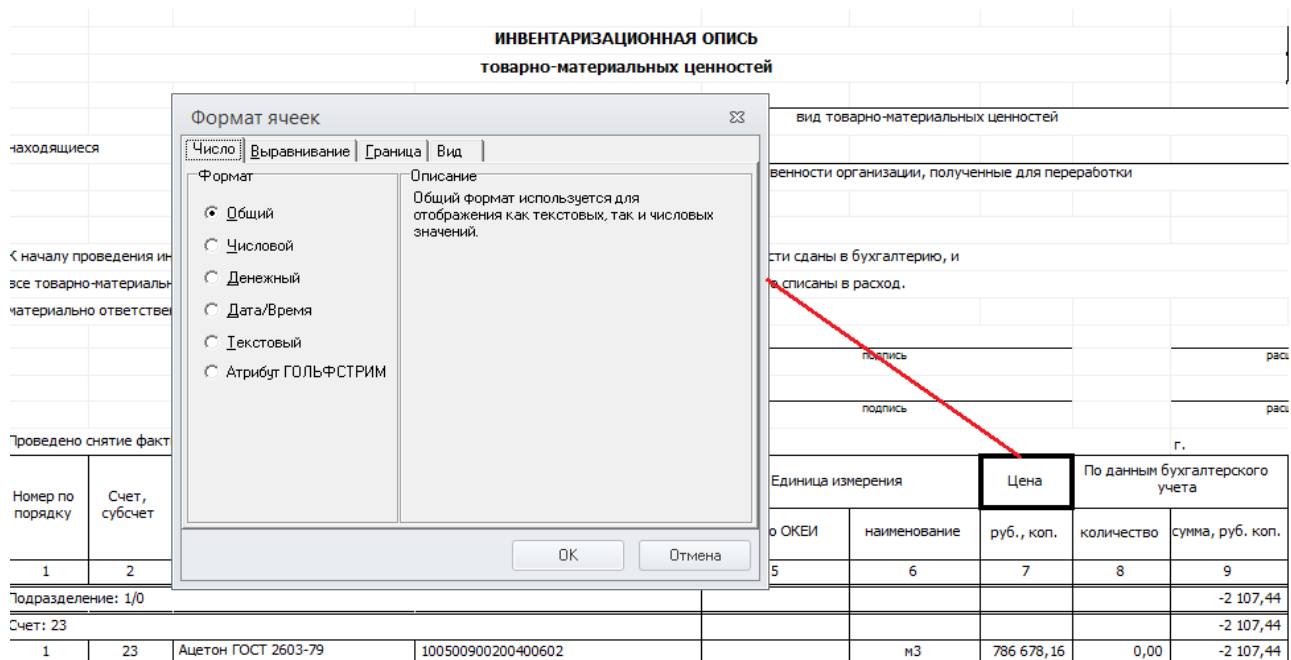 ИНВЕНТАРИЗАЦИОННАЯ ОПИСЬ
товарно-материальных ценностей
вид товарно-материальных ценностей
находящиеся
венности организации, полученные для переработки
К началу проведения ин
сти сданы в бухгалтерию, и
все товарно-материальн
списаны в расход.
материально ответстве
Формат ячеек
Число Выравнивание Граница Вид
Формат
Общий
Числовой
Денежный
Дата/Время
Текстовый
Атрибут ГОЛЬФСТРИМ
Описание
Общий формат используется для
отображения как текстовых, так и числовых
значений.
OK Отмена
подпись расш
подпись расш
Проведено снятие факт г.
Номер по
порядку
Счет,
субсчет
Единица измерения
о ОКЕИ
наименование
Цена
руб., коп.
По данным бухгалтерского
учета
количество
сумма, руб. коп.
1 2 5 6 7 8 9
Подразделение: 1/0 -2 107,44
Счет: 23 -2 107,44
1 23 Ацетон ГОСТ 2603-79 100500900200400602 м3 786 678,16 0,00 -2 107,44